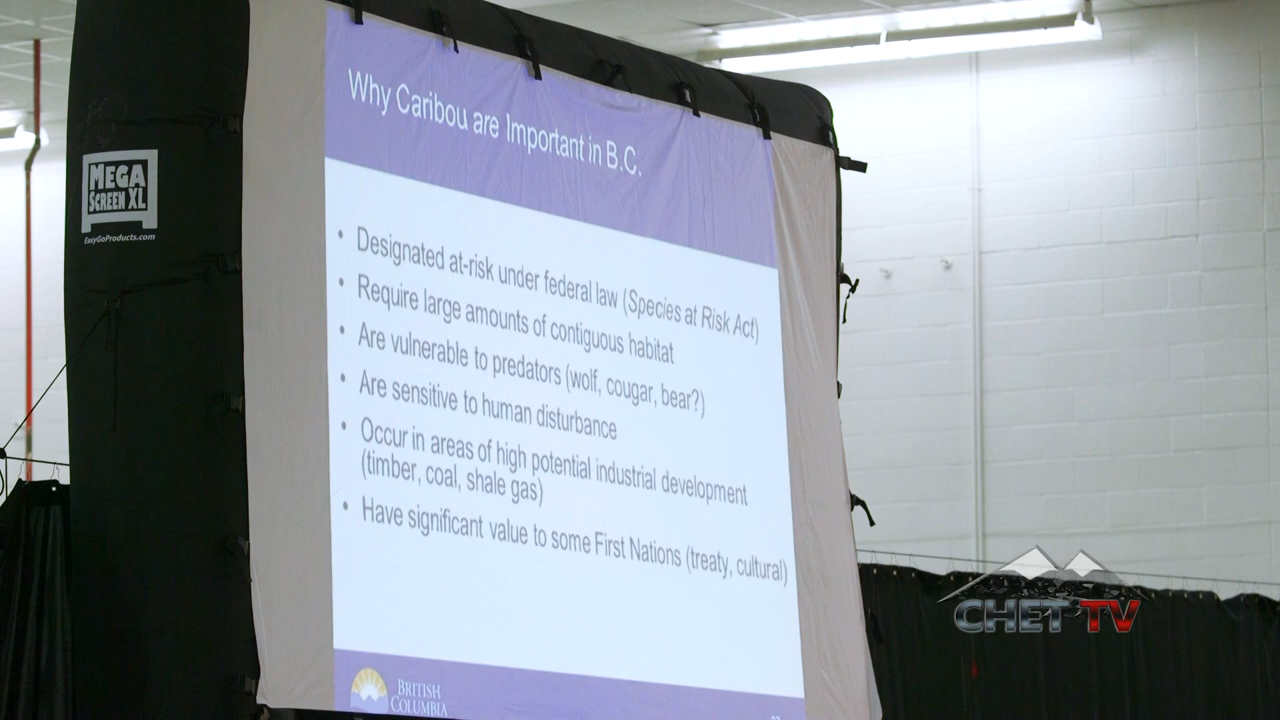 Why Caribou are Important in B.C.
MEGA
SCREEN XL
EasyGoProducts.com
• Designated at-risk under federal law (Species at Risk Act)
• Require large amounts of contiguous habitat
• Are vulnerable to predators (wolf, cougar, bear?)
• Are sensitive to human disturbance
• Occur in areas of high potential industrial development
(timber, coal, shale gas)
• Have significant value to some First Nations (treaty, cultural)
CHET TV
BRITISH
COLUMBIA